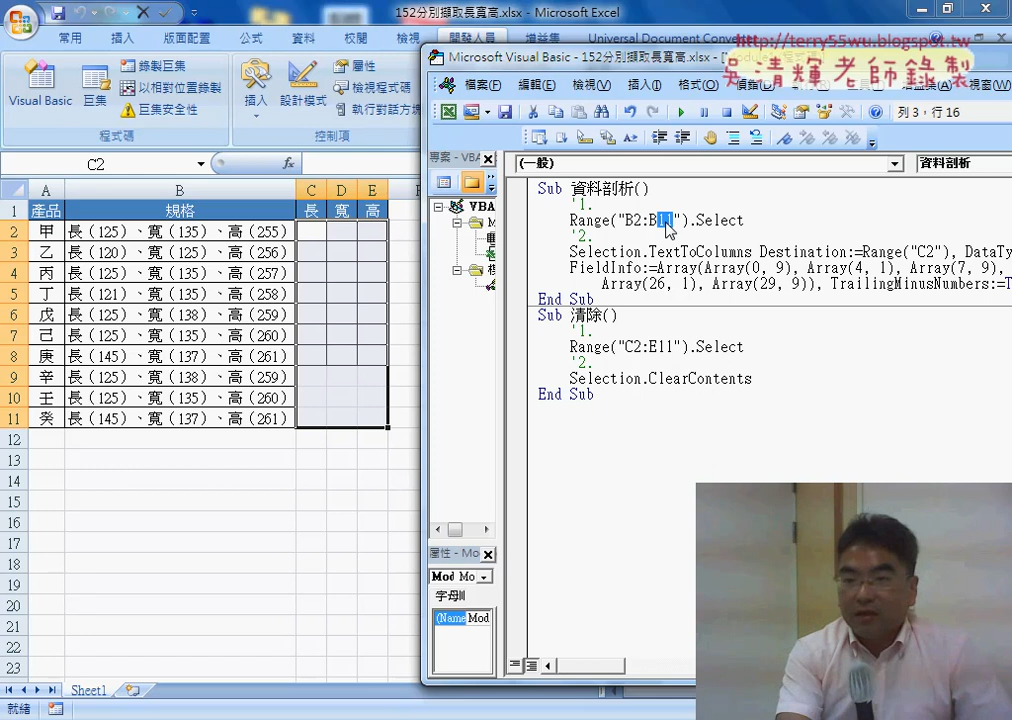 152分別擷取長寬高.xlsx - Microsoft Excel
常用 插入 版面配置 公式 資料 校閱 檢視 開發人員 增益集 Universal Document Conv
http://terry55wu.blogspot.tw
吳清輝老師錄製
Visual Basic 巨集 錄製巨集 以相對位置錄製 巨集安全性
程式碼
插入 設計模式 屬性 檢視程式碼 執行對話方塊
控制項
Microsoft Visual Basic - 152分別擷取長寬高.xlsx - [
檔案(F) 編輯(E) 檢視(V) 插入(I) 格式(O) 視窗(W)
列 3, 行 16
C2 fx
專案 - VBA
(一般) 資料剖析
VBA
A B C D E
1 產品 規格 長 寬 高
2 甲 長（125）、寬（135）、高（255）
3 乙 長（120）、寬（125）、高（256）
4 丙 長（125）、寬（135）、高（257）
5 丁 長（121）、寬（135）、高（258）
6 戊 長（125）、寬（138）、高（259）
7 己 長（125）、寬（135）、高（260）
8 庚 長（145）、寬（137）、高（261）
9 辛 長（125）、寬（138）、高（259）
10 壬 長（125）、寬（135）、高（260）
11 癸 長（145）、寬（137）、高（261）
12
13
14
15
16
17
18
19
20
21
22
23
Sub 資料剖析()
'1.
Range("B2:B11").Select
'2.
Selection.TextToColumns Destination:=Range("C2"), DataTy
FieldInfo:=Array(Array(0, 9), Array(4, 1), Array(7, 9),
Array(26, 1), Array(29, 9)), TrailingMinusNumbers:=T
End Sub
Sub 清除()
'1.
Range("C2:E11").Select
'2.
Selection.ClearContents
End Sub
屬性 - Mo
Mod Mo
字母順
(Name Mod
Sheet1
就緒